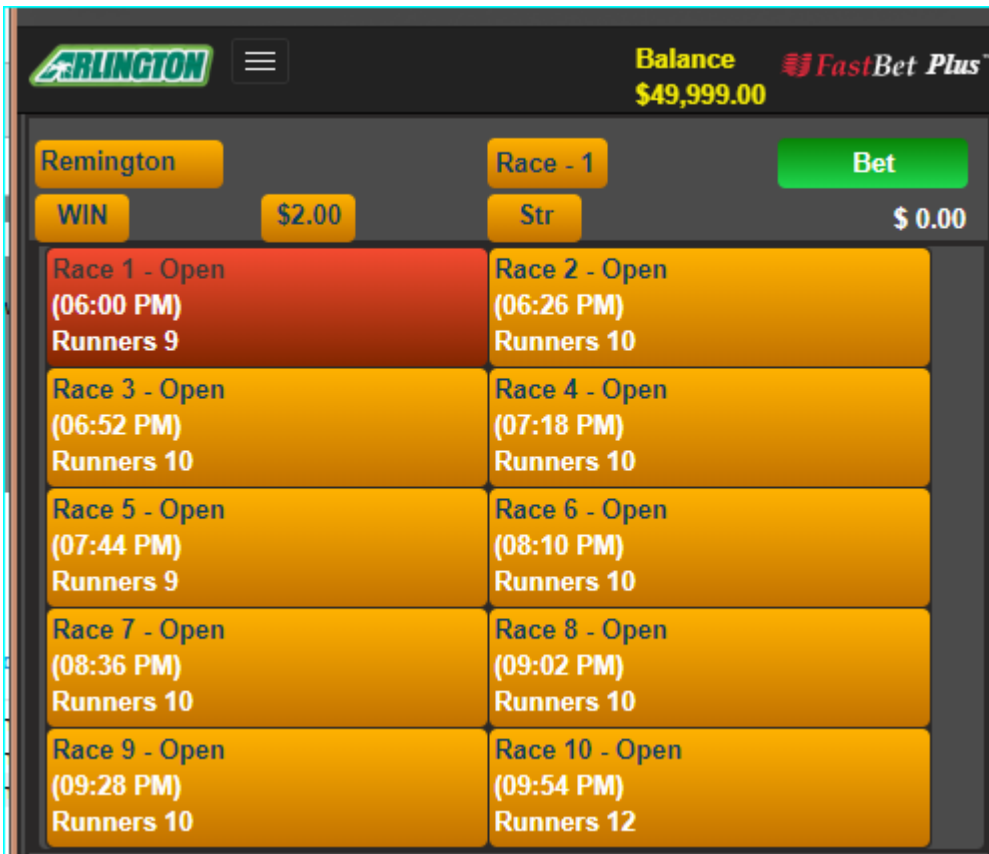 ARLINGTON
Balance
$49,999.00
FastBet Plus
Remington
Race - 1
Bet
WIN
$2.00
Str
$ 0.00
Race 1 - Open
(06:00 PM)
Runners 9
Race 2 - Open
(06:26 PM)
Runners 10
Race 3 - Open
(06:52 PM)
Runners 10
Race 4 - Open
(07:18 PM)
Runners 10
Race 5 - Open
(07:44 PM)
Runners 9
Race 6 - Open
(08:10 PM)
Runners 10
Race 7 - Open
(08:36 PM)
Runners 10
Race 8 - Open
(09:02 PM)
Runners 10
Race 9 - Open
(09:28 PM)
Runners 10
Race 10 - Open
(09:54 PM)
Runners 12